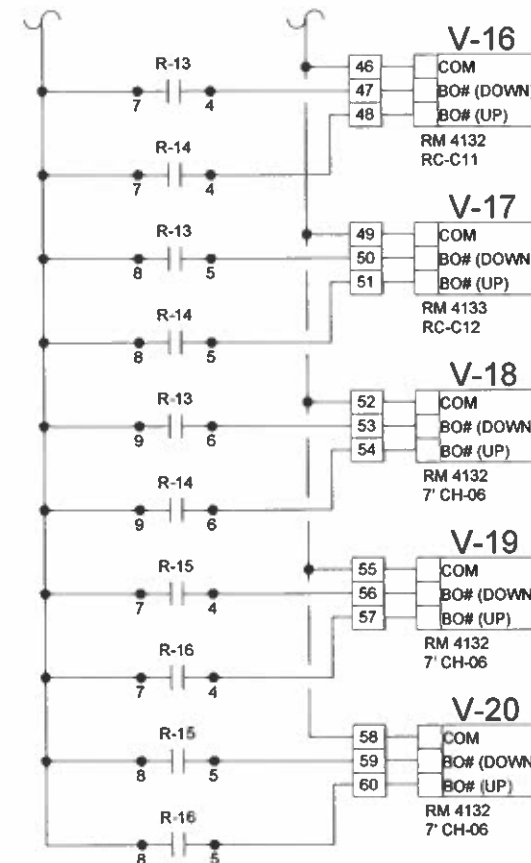 V-16
R-13
46 COM
7 4 47 BO# (DOWN)
48 BO# (UP)
R-14
RM 4132
7 4
RC-C11
V-17
R-13
49 COM
8 5 50 BO# (DOWN
51 BO# (UP)
R-14
RM 4133
8 5
RC-C12
V-18
R-13
52 COM
9 6 53 BO# (DOWN
54 BO# (UP)
R-14
RM 4132
9 6
7' CH-06
V-19
R-15
55 COM
7 4 56 BO# (DOWN
57 BO# (UP)
R-16
RM 4132
7 4
7' CH-06
V-20
R-15
58 COM
8 5 59 BO# (DOWN
60 BO# (UP)
R-16
RM 4132
8 5
7' CH-06